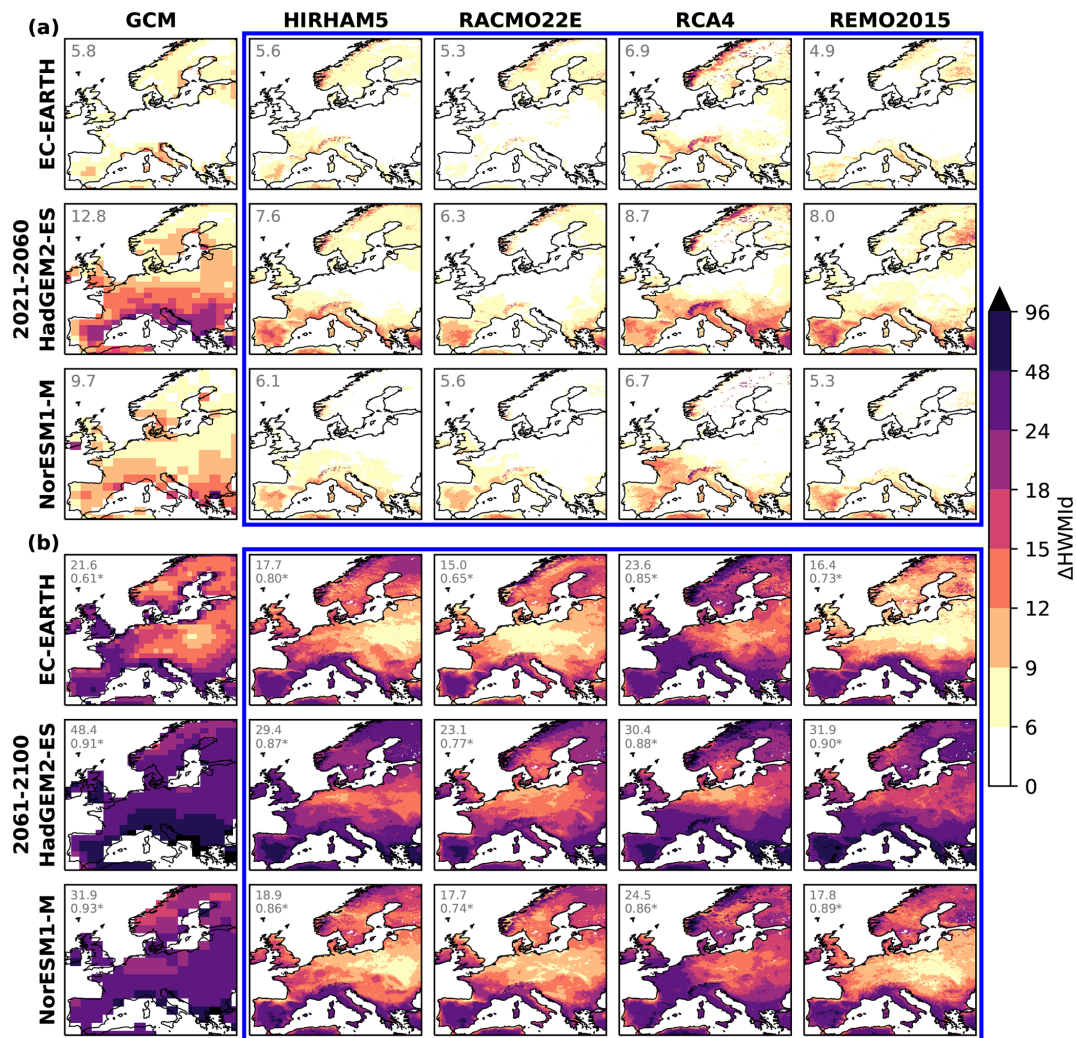 GCM HIRHAM5 RACMO22E RCA4 REMO2015
(a)
2021-2060
EC-EARTH
5.8 5.6 5.3 6.9 4.9
HadGEM2-ES
12.8 7.6 6.3 8.7 8.0
NorESM1-M
9.7 6.1 5.6 6.7 5.3
(b)
2061-2100
EC-EARTH
21.6 17.7 15.0 23.6 16.4
0.61* 0.80* 0.65* 0.85* 0.73*
HadGEM2-ES
48.4 29.4 23.1 30.4 31.9
0.91* 0.87* 0.77* 0.88* 0.90*
NorESM1-M
31.9 18.9 17.7 24.5 17.8
0.93* 0.86* 0.74* 0.86* 0.89*
96
48
24
18
15
12
9
6
0
ΔHWMId